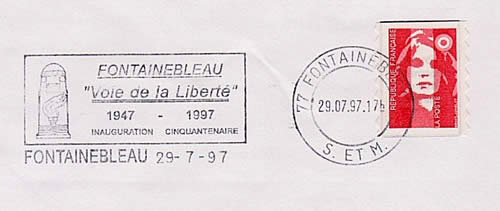 FONTAINEBLEAU
"Voie de la Liberté"
1947 - 1997
INAUGURATION CINQUANTENAIRE
FONTAINEBLEAU 29-7-97
77 FONTAINEB
29.07.97.17h
S. ET M.
REPUBLIQUE FRANÇAISE
LA POSTE